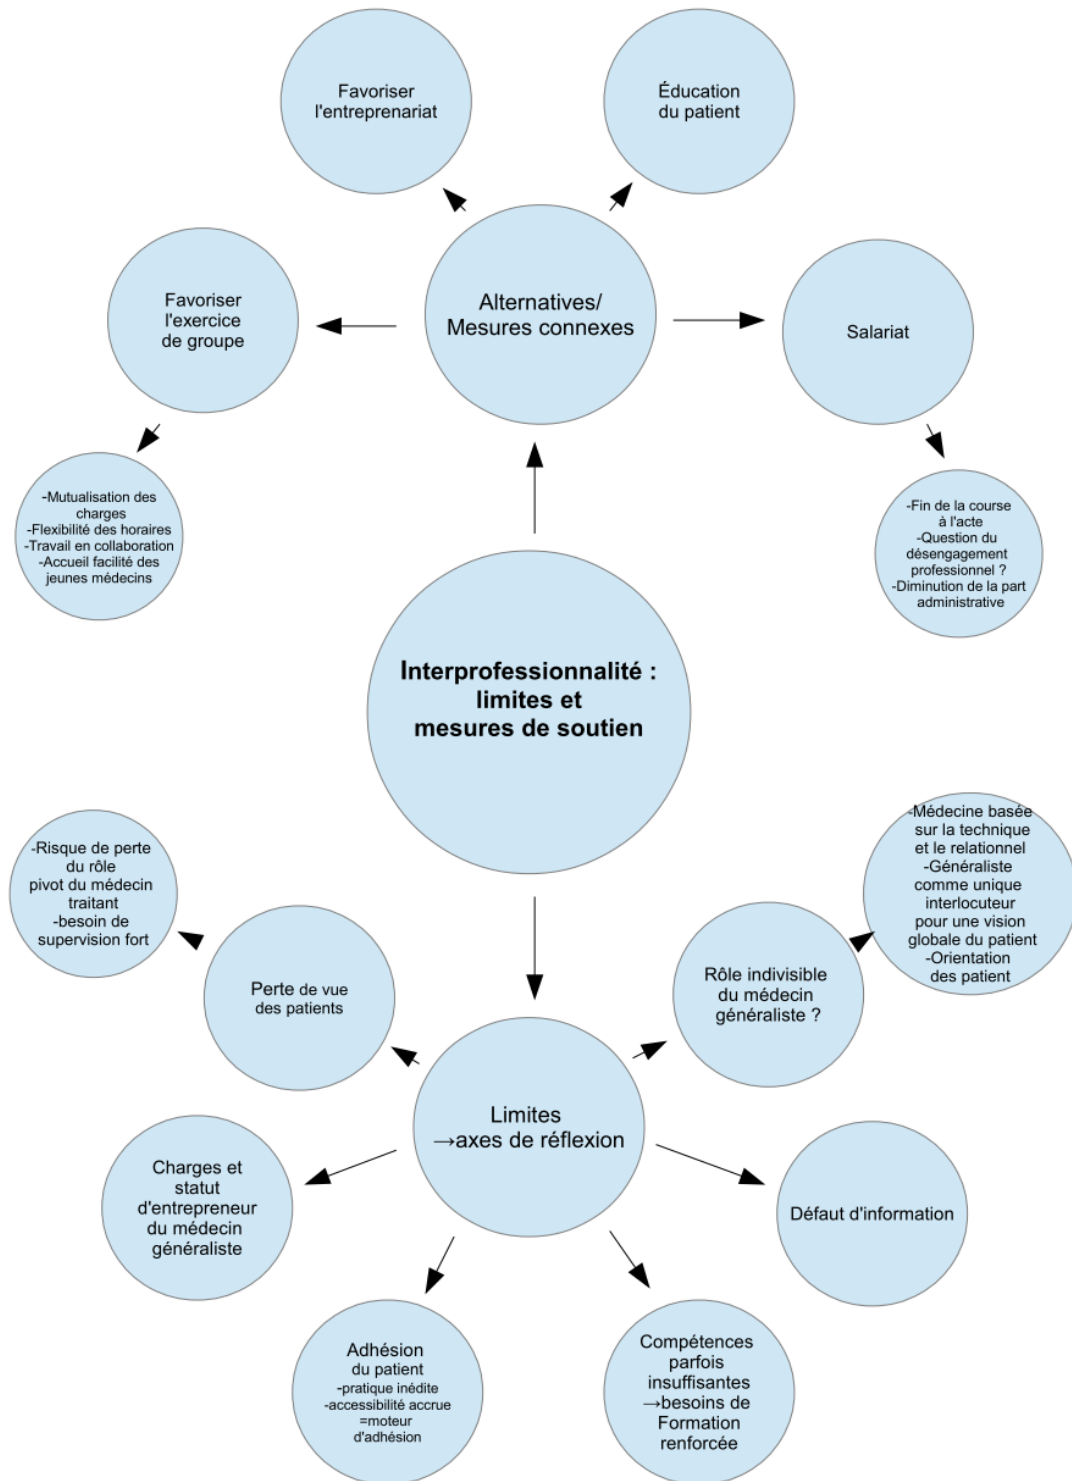 Favoriser
l'entreprenariat
Éducation
du patient
Favoriser
l'exercice
de groupe
Alternatives/
Mesures connexes
Salariat
-Mutualisation des
charges
-Flexibilité des horaires
-Travail en collaboration
-Accueil facilité des
jeunes médecins
-Fin de la course
à l'acte
-Question du
désengagement
professionnel ?
-Diminution de la part
administrative
Interprofessionnalité :
limites et
mesures de soutien
-Risque de perte
du rôle
pivot du médecin
traitant
-besoin de
supervision fort
-Médecine basée
sur la technique
et le relationnel
-Généraliste
comme unique
interlocuteur
pour une vision
globale du patient
-Orientation
des patient
Perte de vue
des patients
Rôle indivisible
du médecin
généraliste ?
Limites
→axes de réflexion
Charges et
statut
d'entrepreneur
du médecin
généraliste
Défaut d'information
Adhésion
du patient
-pratique inédite
-accessibilité accrue
=moteur
d'adhésion
Compétences
parfois
insuffisantes
→besoins de
Formation
renforcée